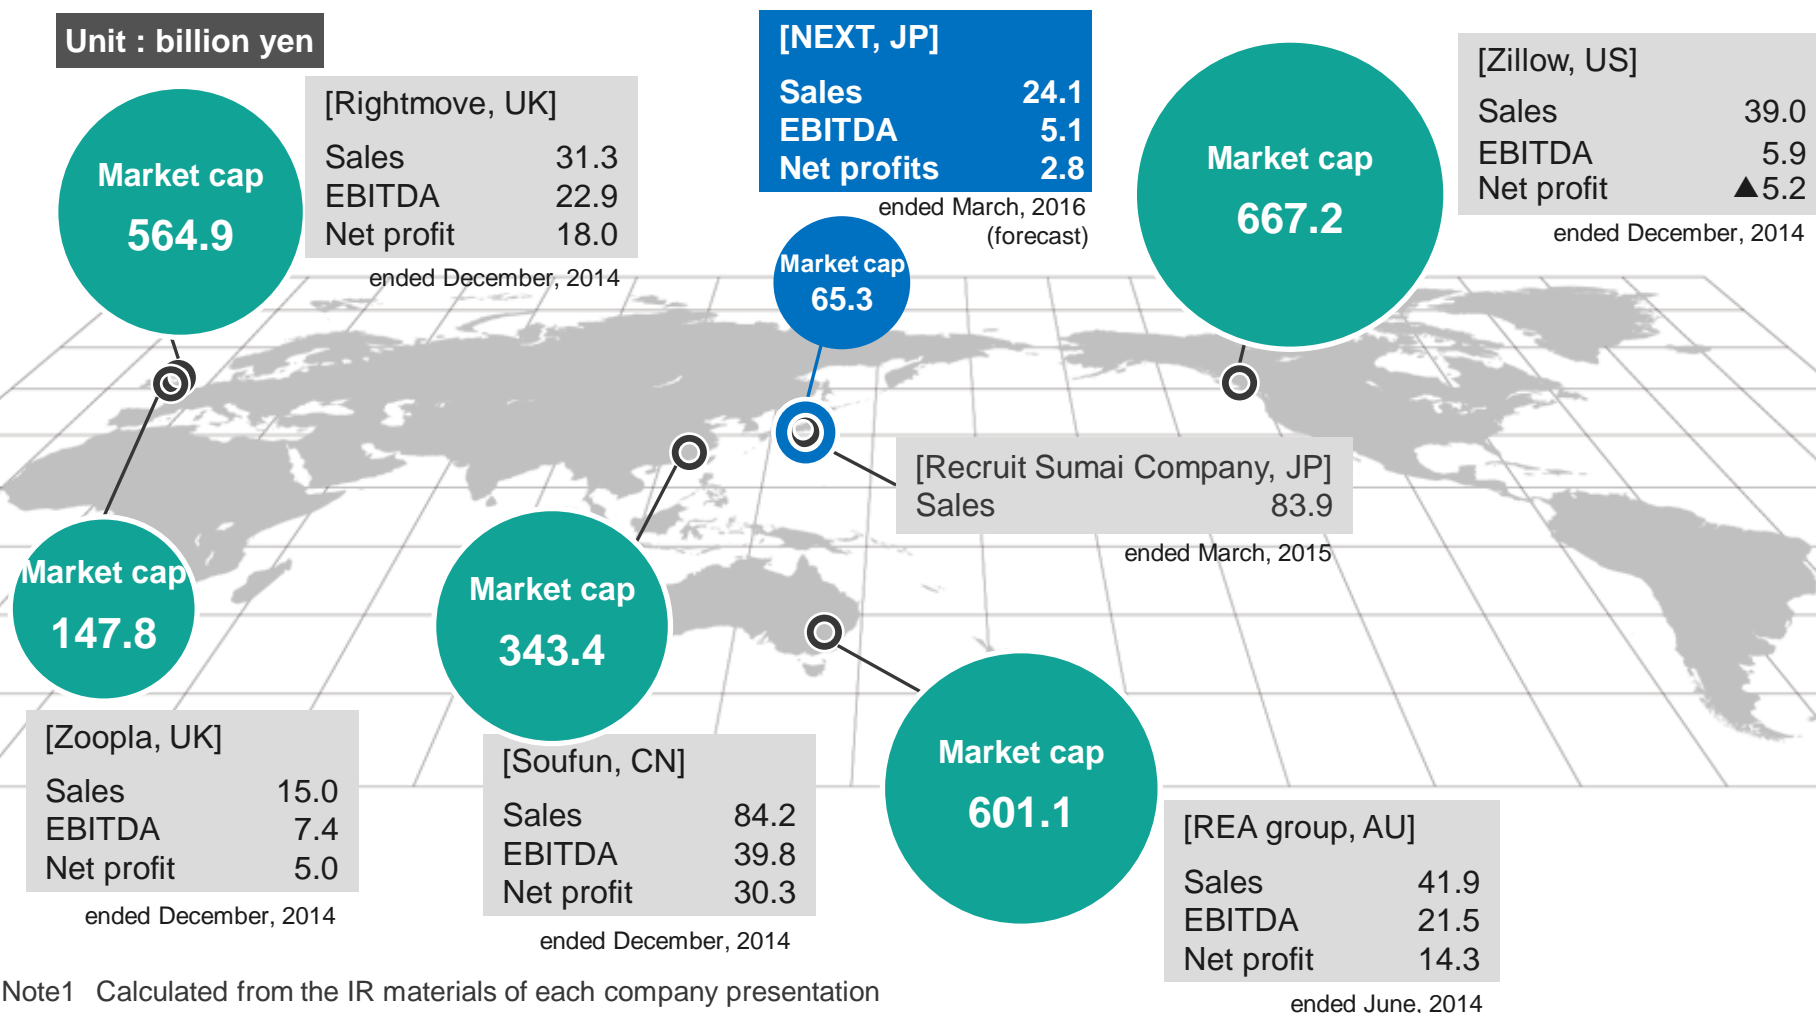 Unit : billion yen
[Rightmove, UK]
Sales 31.3
EBITDA 22.9
Net profit 18.0
ended December, 2014
Market cap
564.9
[NEXT, JP]
Sales 24.1
EBITDA 5.1
Net profits 2.8
ended March, 2016
(forecast)
Market cap
65.3
Market cap
667.2
[Zillow, US]
Sales 39.0
EBITDA 5.9
Net profit ▲5.2
ended December, 2014
[Recruit Sumai Company, JP]
Sales 83.9
ended March, 2015
Market cap
147.8
[Zoopla, UK]
Sales 15.0
EBITDA 7.4
Net profit 5.0
ended December, 2014
Market cap
343.4
[Soufun, CN]
Sales 84.2
EBITDA 39.8
Net profit 30.3
ended December, 2014
Market cap
601.1
[REA group, AU]
Sales 41.9
EBITDA 21.5
Net profit 14.3
ended June, 2014
Note1 Calculated from the IR materials of each company presentation